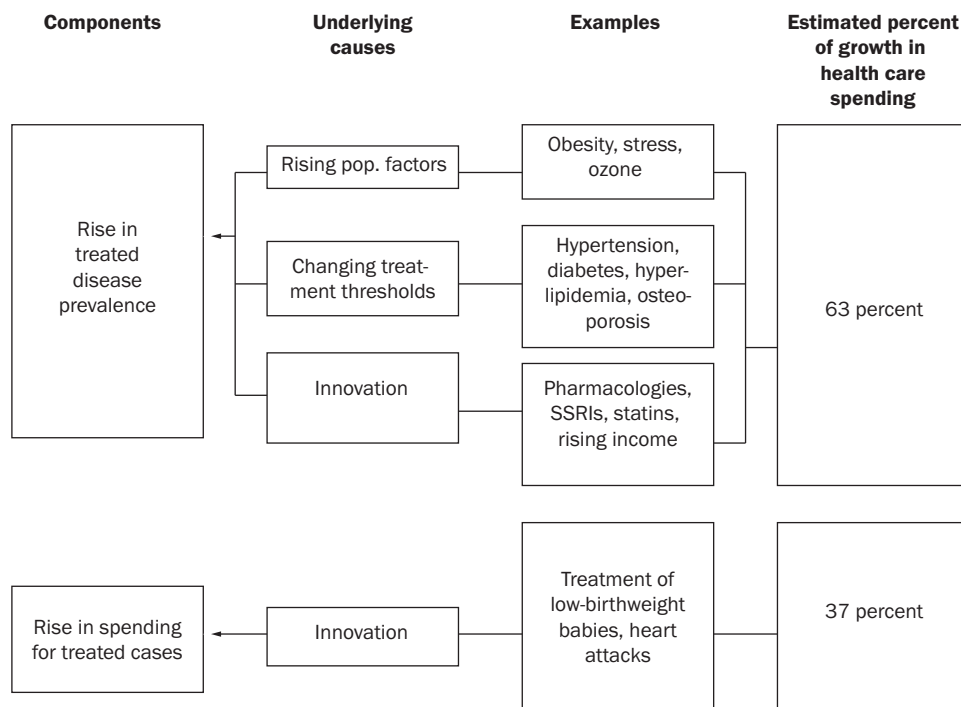 Components
Underlying
causes
Examples
Estimated percent
of growth in
health care
spending
Rise in
treated
disease
prevalence
Rising pop. factors
Obesity, stress,
ozone
Changing treat-
ment thresholds
Hypertension,
diabetes, hyper-
lipidemia, osteo-
porosis
Innovation
Pharmacologies,
SSRIs, statins,
rising income
63 percent
Rise in spending
for treated cases
Innovation
Treatment of
low-birthweight
babies, heart
attacks
37 percent